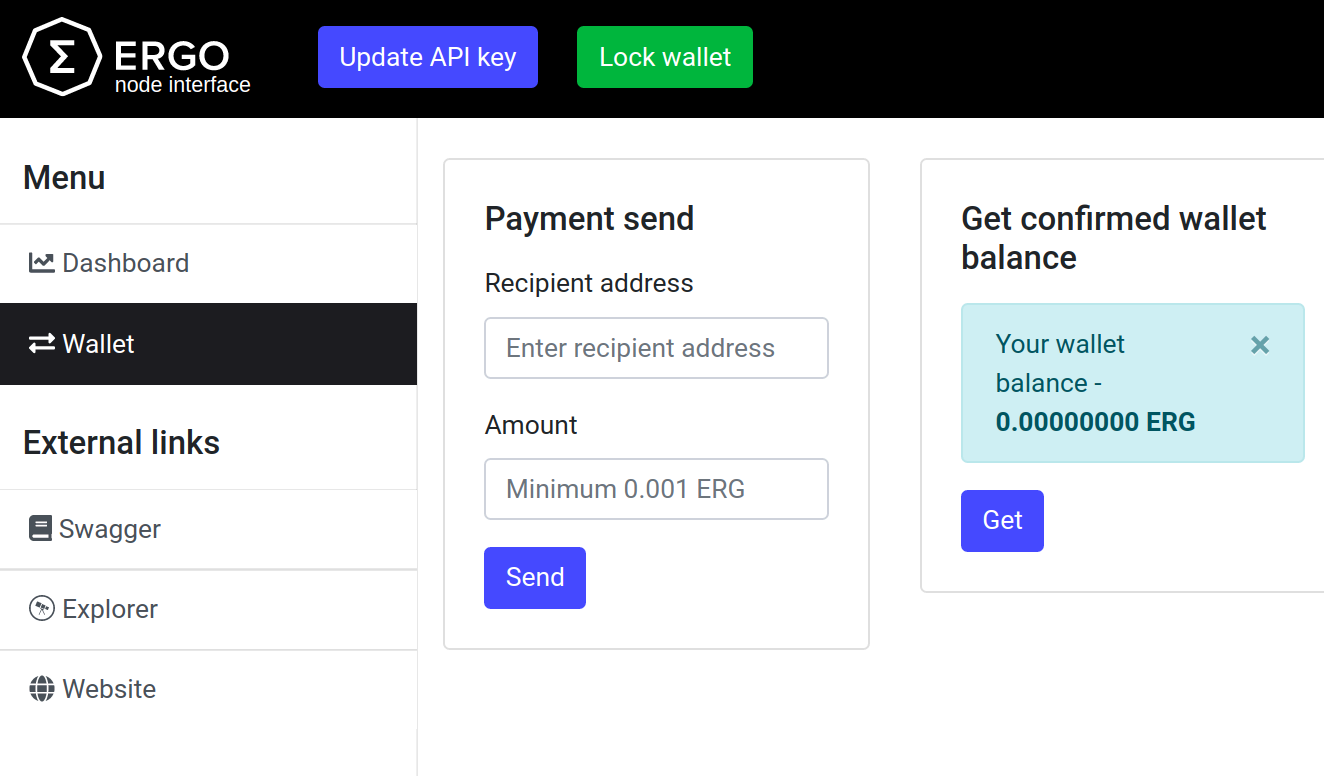 Σ ERGO
node interface
Update API key
Lock wallet
Menu
Dashboard
Wallet
External links
Swagger
Explorer
Website
Payment send
Recipient address
Enter recipient address
Amount
Minimum 0.001 ERG
Send
Get confirmed wallet
balance
Your wallet
balance -
0.00000000 ERG
×
Get